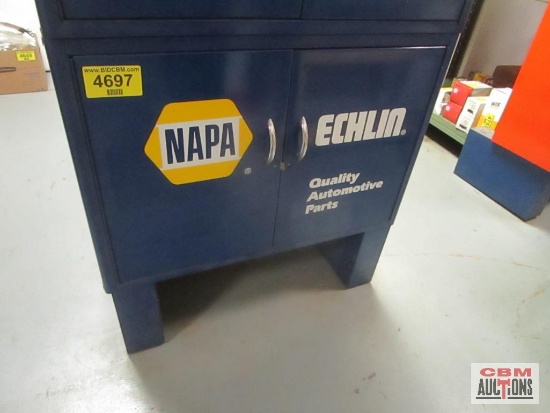 www.BIDCBM.com
4697
NAPA
®
ECHLIN®
Quality
Automotive
Parts
CBM
AUCTIONS